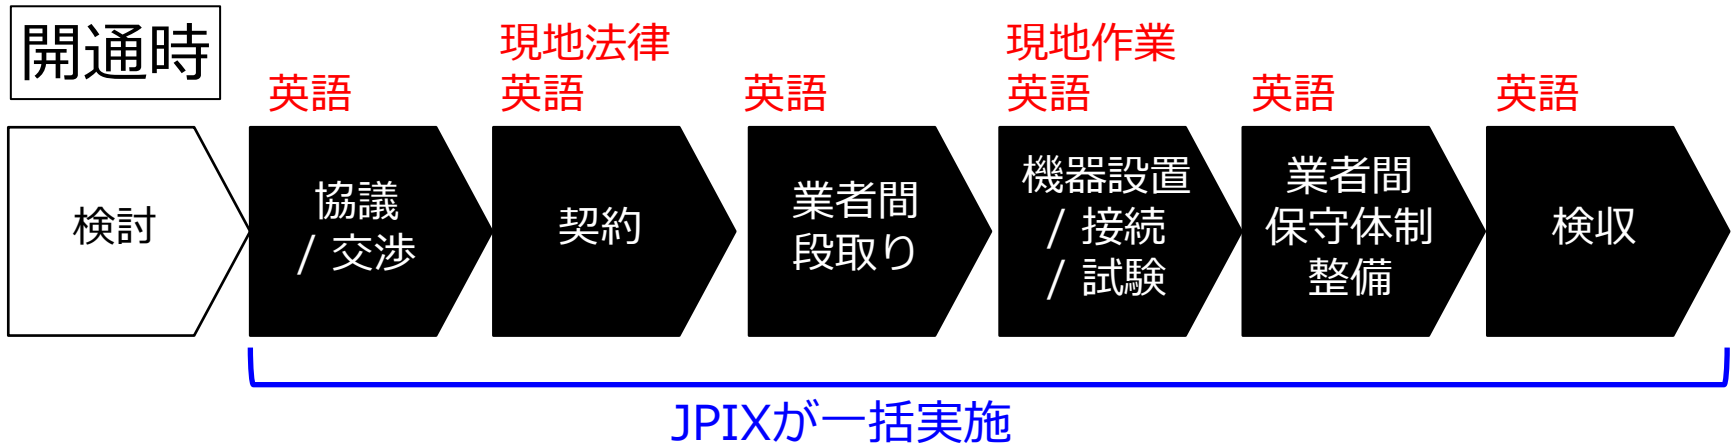 開通時
英語
現地法律
英語
英語
現地作業
英語
英語
英語
検討
協議
/ 交渉
契約
業者間
段取り
機器設置
/ 接続
/ 試験
業者間
保守体制
整備
検収
JPIXが一括実施